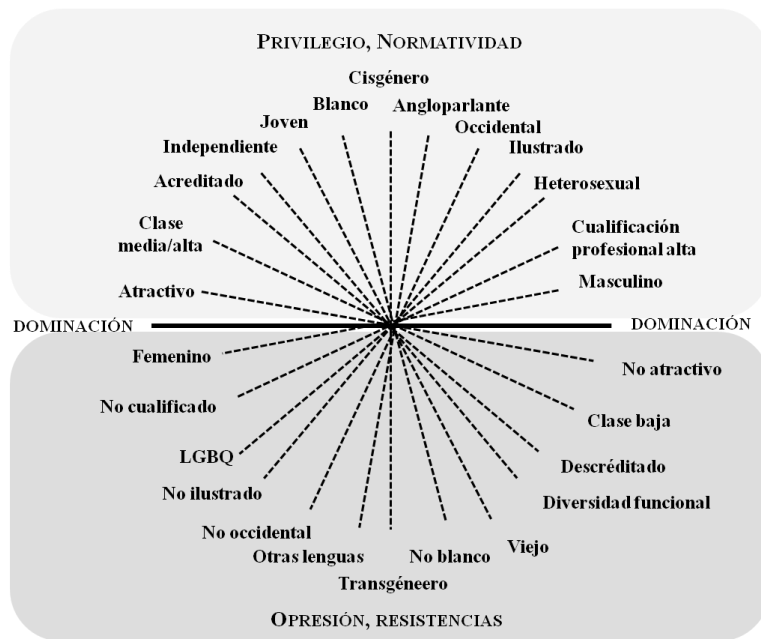 PRIVILEGIO, NORMATIVIDAD
Cisgénero
Blanco
Angloparlante
Joven
Occidental
Independiente
Ilustrado
Acreditado
Heterosexual
Clase
media/alta
Cualificación
profesional alta
Atractivo
Masculino
DOMINACIÓN
DOMINACIÓN
Femenino
No atractivo
No cualificado
Clase baja
LGBQ
Descréditado
No ilustrado
Diversidad funcional
No occidental
Viejo
Otras lenguas
No blanco
Transgéneero
OPRESIÓN, RESISTENCIAS